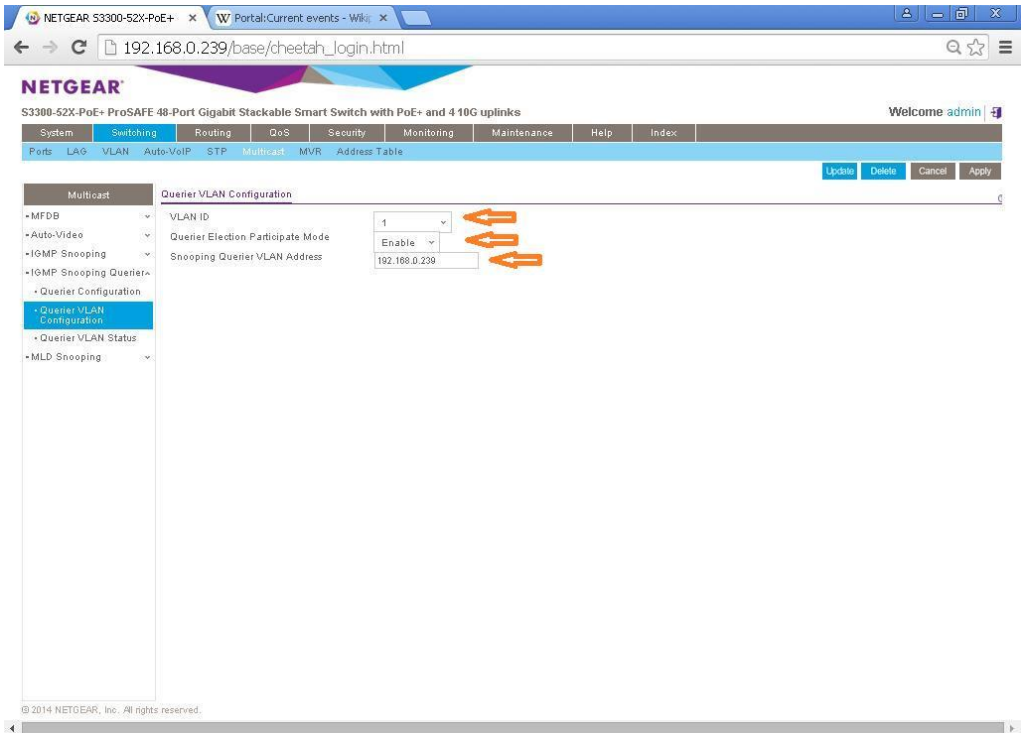 NETGEAR S3300-52X-PoE+ × W Portal:Current events - Wiki ×
192.168.0.239/base/cheetah_login.html
NETGEAR
S3300-52X-PoE+ ProSAFE 48-Port Gigabit Stackable Smart Switch with PoE+ and 4 10G uplinks Welcome admin
System Switching Routing QoS Security Monitoring Maintenance Help Index
Ports LAG VLAN Auto-VoIP STP Multicast MVR Address Table
Update Delete Cancel Apply
Multicast Querier VLAN Configuration
MFDB VLAN ID 1
Auto-Video Querier Election Participate Mode Enable
IGMP Snooping Snooping Querier VLAN Address 192.168.0.239
IGMP Snooping Querier
Querier Configuration
Querier VLAN
Configuration
Querier VLAN Status
MLD Snooping
© 2014 NETGEAR, Inc. All rights reserved.